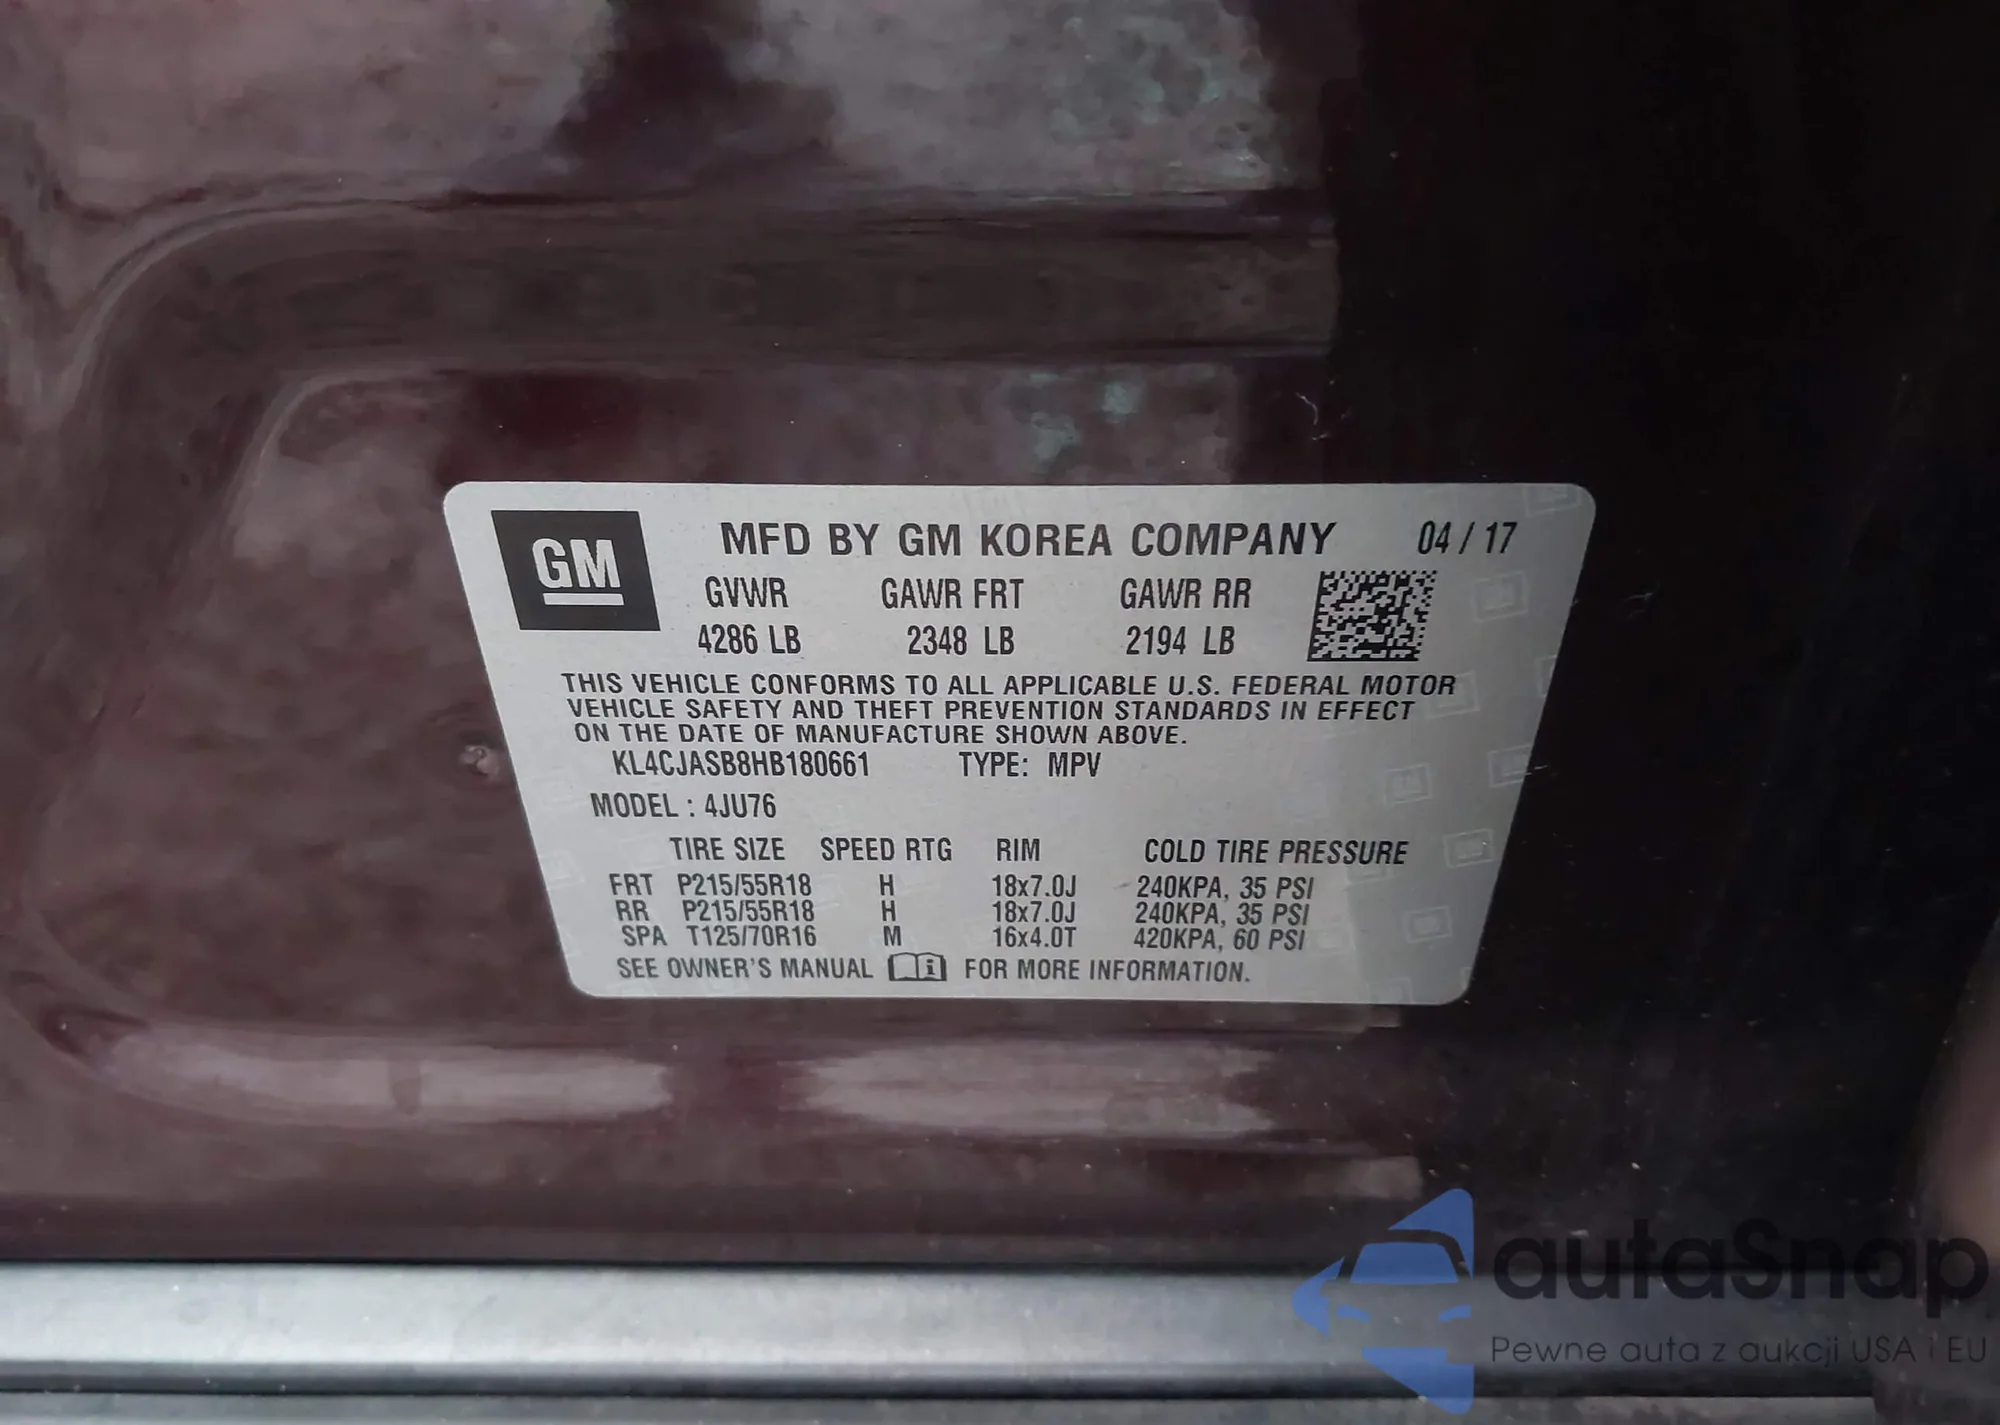 GM
MFD BY GM KOREA COMPANY 04 / 17
GVWR GAWR FRT GAWR RR
4286 LB 2348 LB 2194 LB
THIS VEHICLE CONFORMS TO ALL APPLICABLE U.S. FEDERAL MOTOR
VEHICLE SAFETY AND THEFT PREVENTION STANDARDS IN EFFECT
ON THE DATE OF MANUFACTURE SHOWN ABOVE.
KL4CJASB8HB180661 TYPE: MPV
MODEL : 4JU76
TIRE SIZE SPEED RTG RIM COLD TIRE PRESSURE
FRT P215/55R18 H 18x7.0J 240KPA, 35 PSI
RR P215/55R18 H 18x7.0J 240KPA, 35 PSI
SPA T125/70R16 M 16x4.0T 420KPA, 60 PSI
SEE OWNER'S MANUAL i FOR MORE INFORMATION.
autaSnap
Pewne auta z aukcji USA i EU